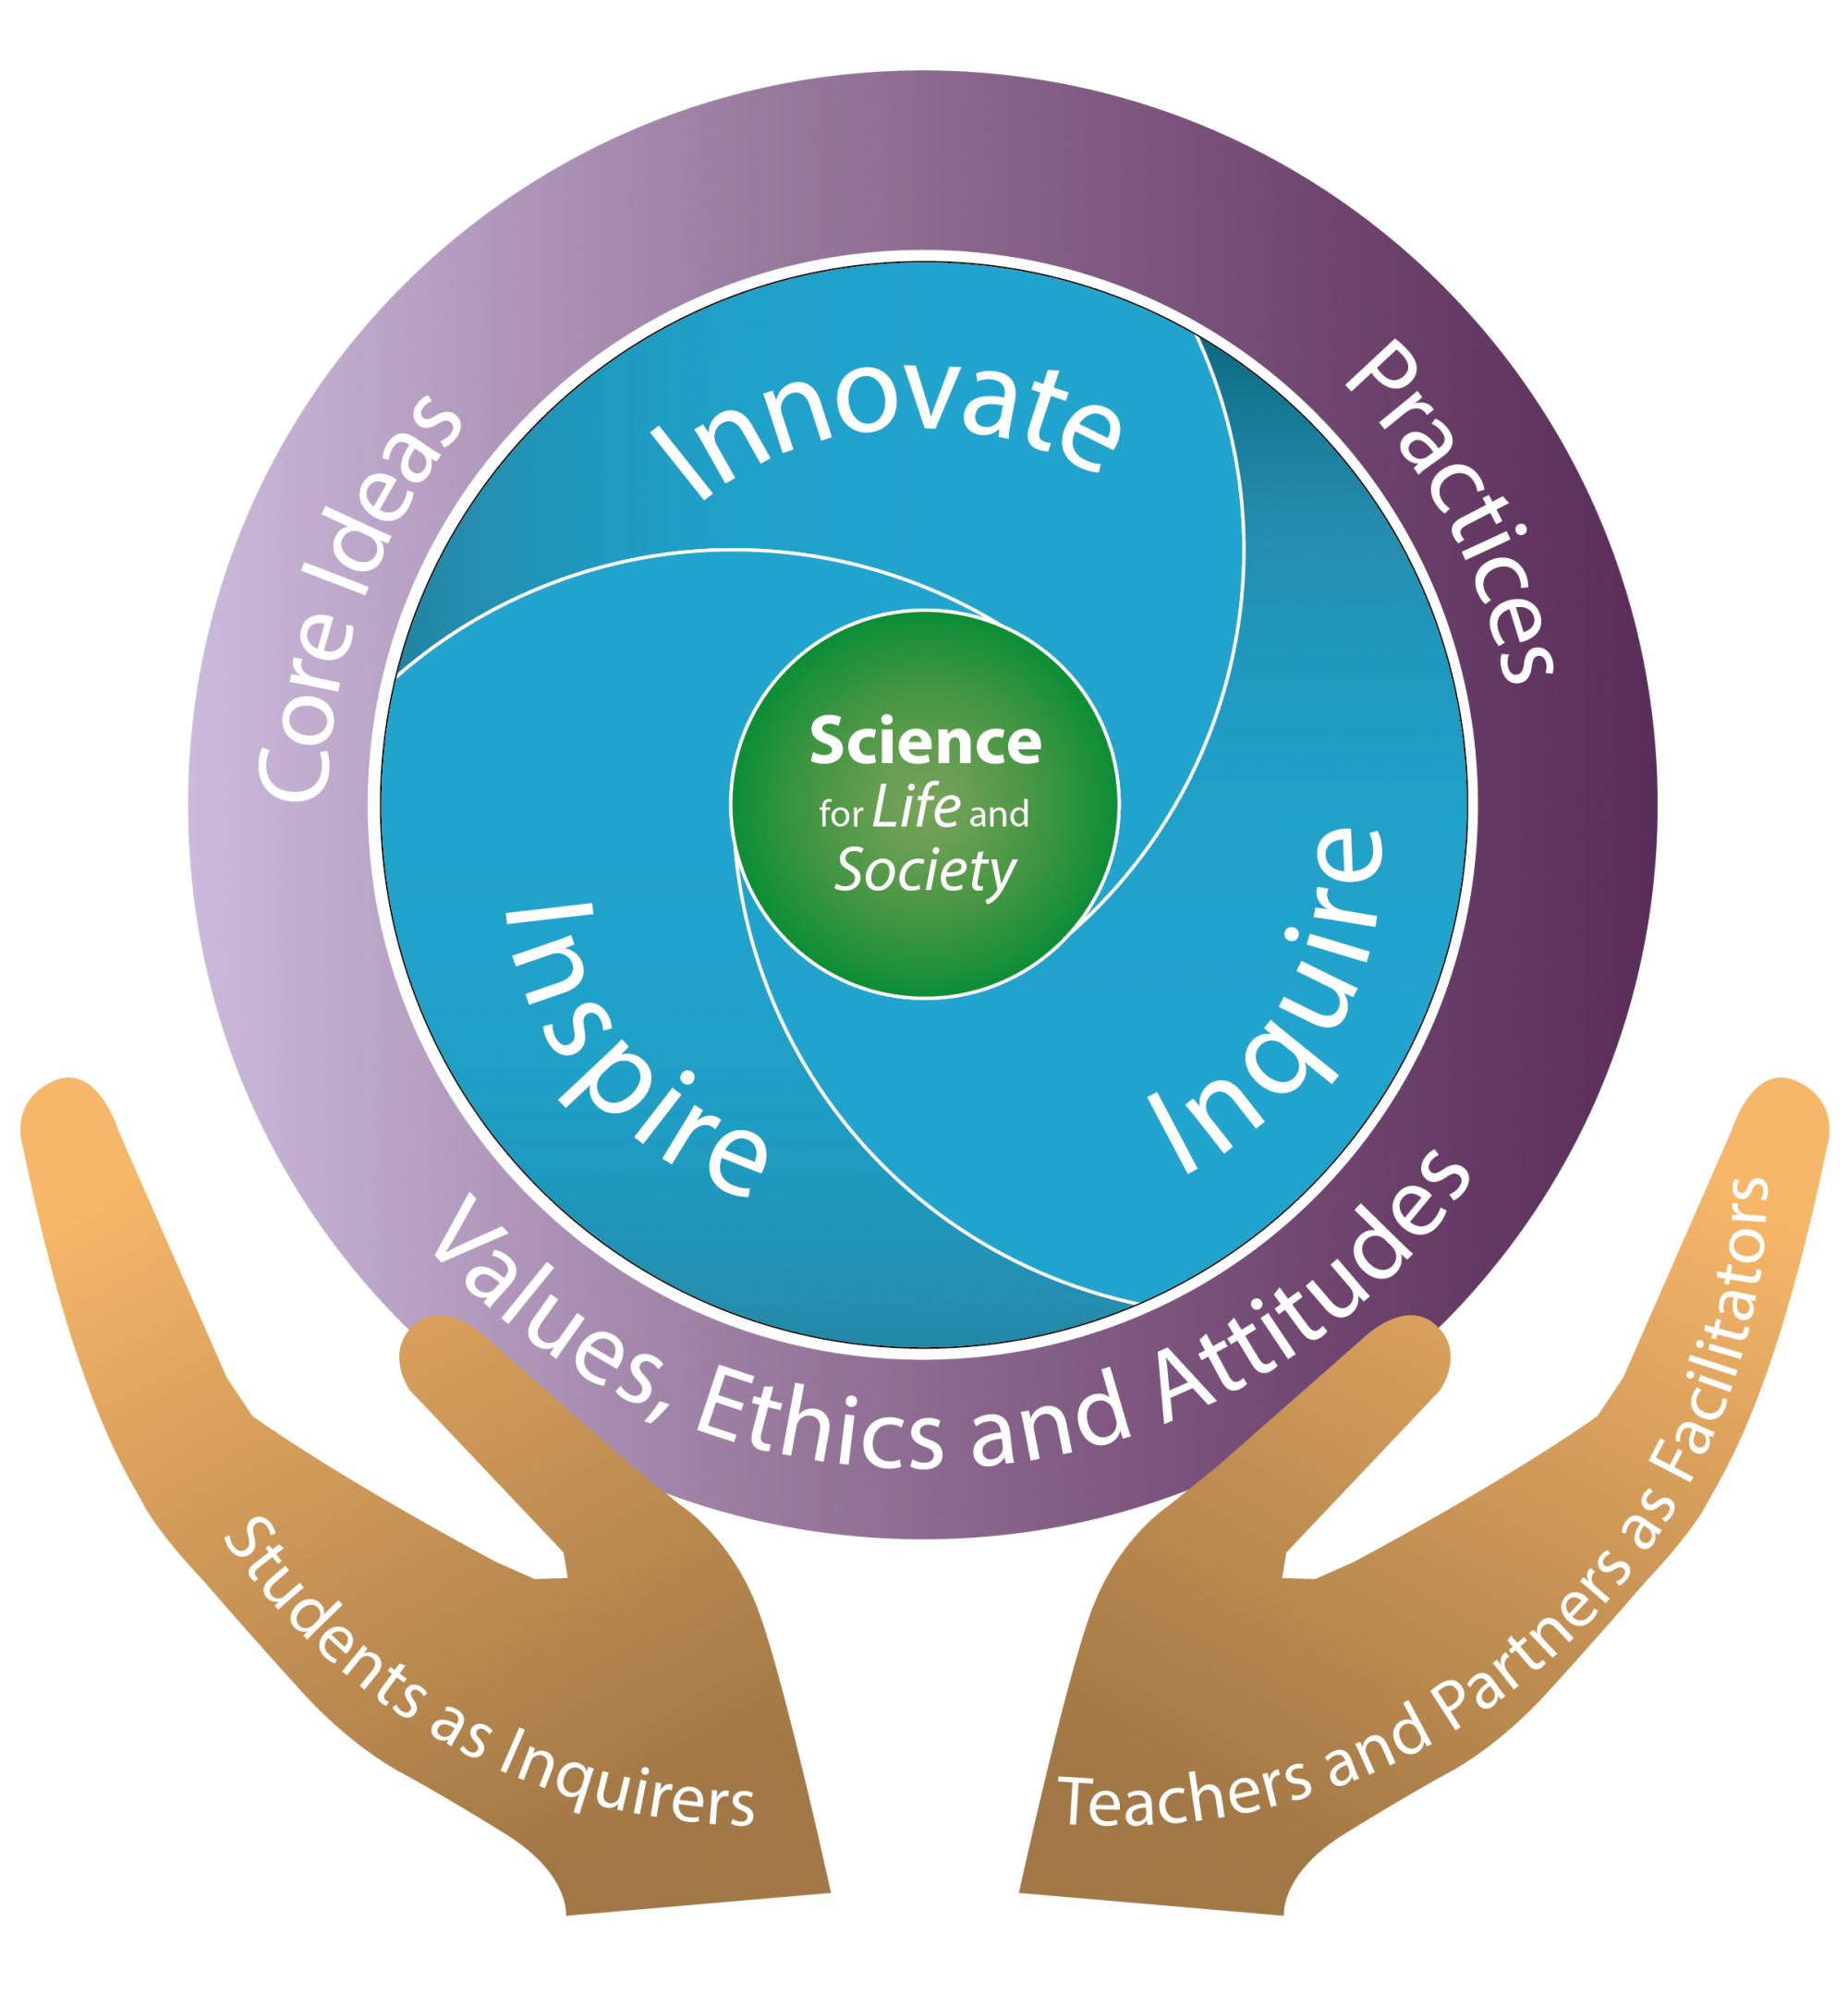 Innovate
Core Ideas
Practices
Science
for Life and
Society
Inspire
Inquire
Values, Ethics and Attitudes
Students as Inquirers
Teachers and Partners as Facilitators